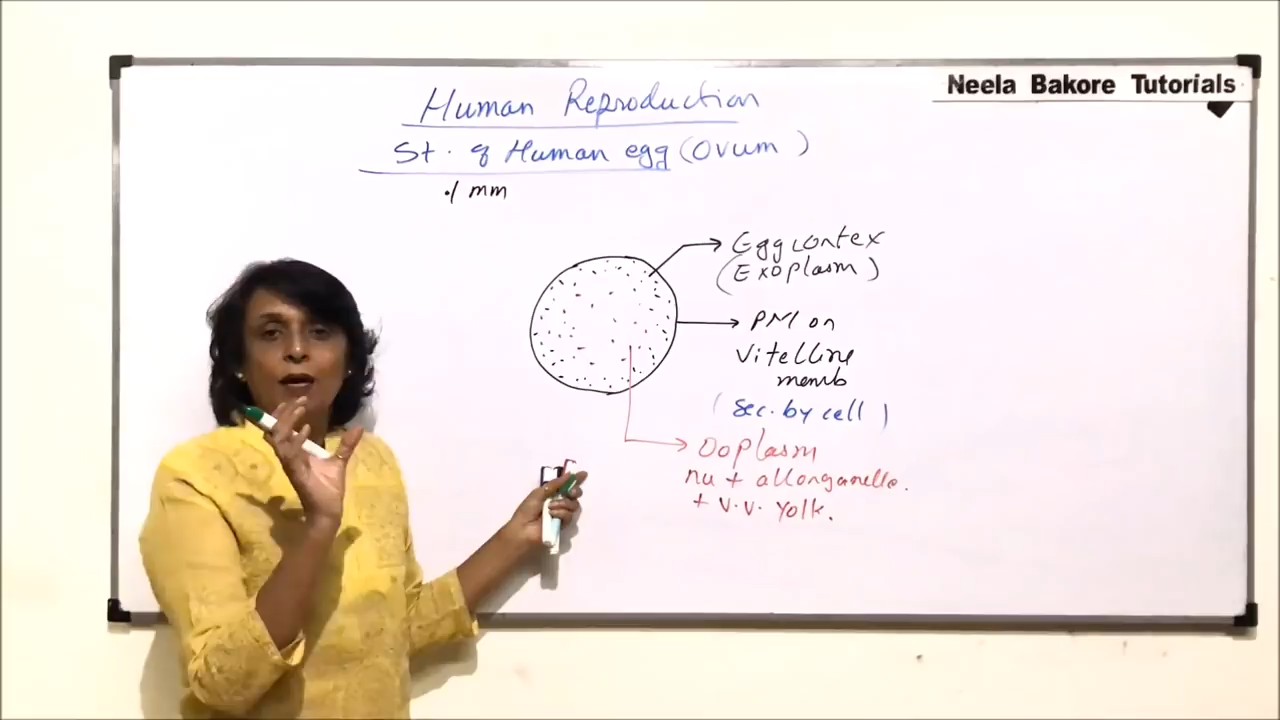 Neela Bakore Tutorials
Human Reproduction
St. of Human egg (Ovum)
.1 mm
Egg cortex
(Exoplasm)
PM or
Vitelline
memb
(Sec. by cell)
Ooplasm
nu + all organelle.
+ v.v. Yolk.